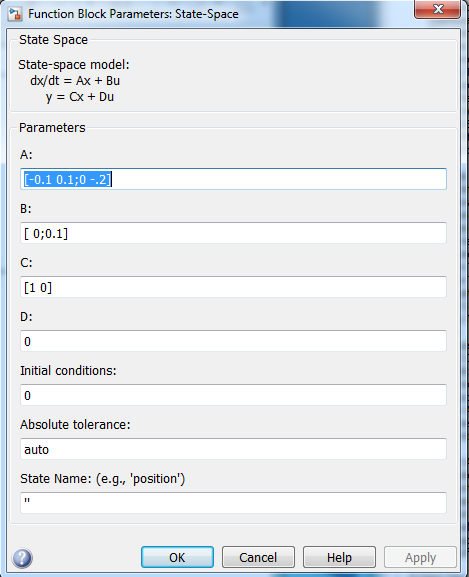 Function Block Parameters: State-Space
State Space
State-space model:
dx/dt = Ax + Bu
y = Cx + Du
Parameters
A:
[-0.1 0.1;0 -.2]
B:
[ 0;0.1]
C:
[1 0]
D:
0
Initial conditions:
0
Absolute tolerance:
auto
State Name: (e.g., 'position')
''
OK Cancel Help Apply